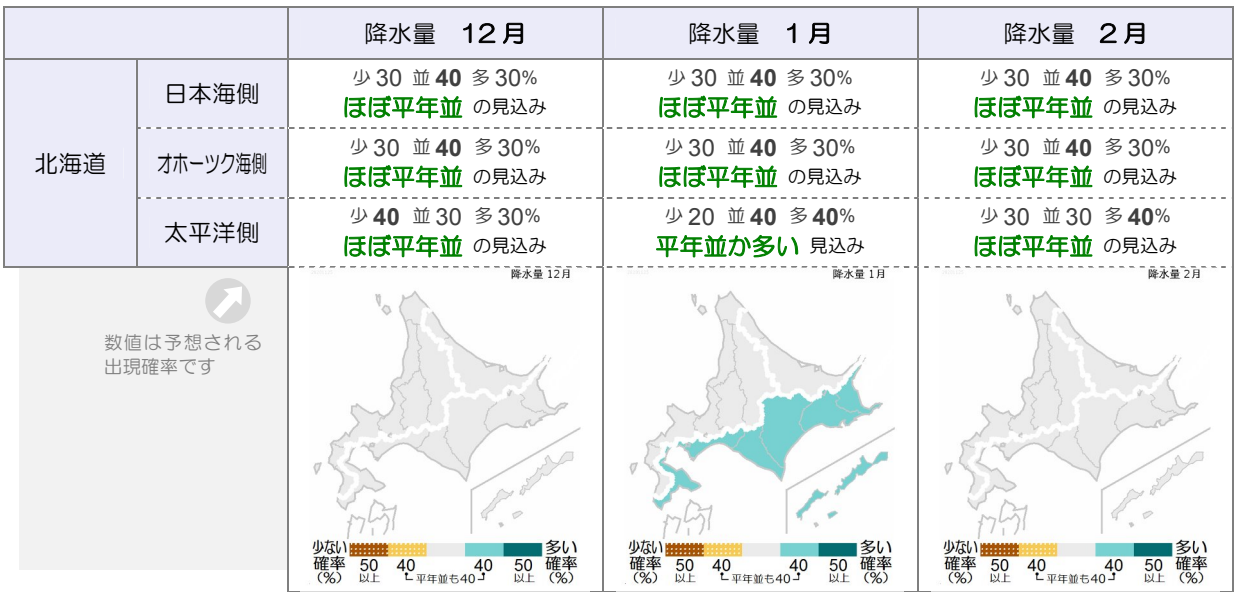 降水量 12月 降水量 1月 降水量 2月
北海道
日本海側
少30 並40 多30%
ほぼ平年並 の見込み
少30 並40 多30%
ほぼ平年並 の見込み
少30 並40 多30%
ほぼ平年並 の見込み
オホーツク海側
少30 並40 多30%
ほぼ平年並 の見込み
少30 並40 多30%
ほぼ平年並 の見込み
少30 並40 多30%
ほぼ平年並 の見込み
太平洋側
少40 並30 多30%
ほぼ平年並 の見込み
少20 並40 多40%
平年並か多い 見込み
少30 並30 多40%
ほぼ平年並 の見込み
数値は予想される
出現確率です
降水量 12月
少ない 多い
確率 50 40 40 50 確率
(%) 以上 平年並も40 以上 (%)
降水量 1月
少ない 多い
確率 50 40 40 50 確率
(%) 以上 平年並も40 以上 (%)
降水量 2月
少ない 多い
確率 50 40 40 50 確率
(%) 以上 平年並も40 以上 (%)